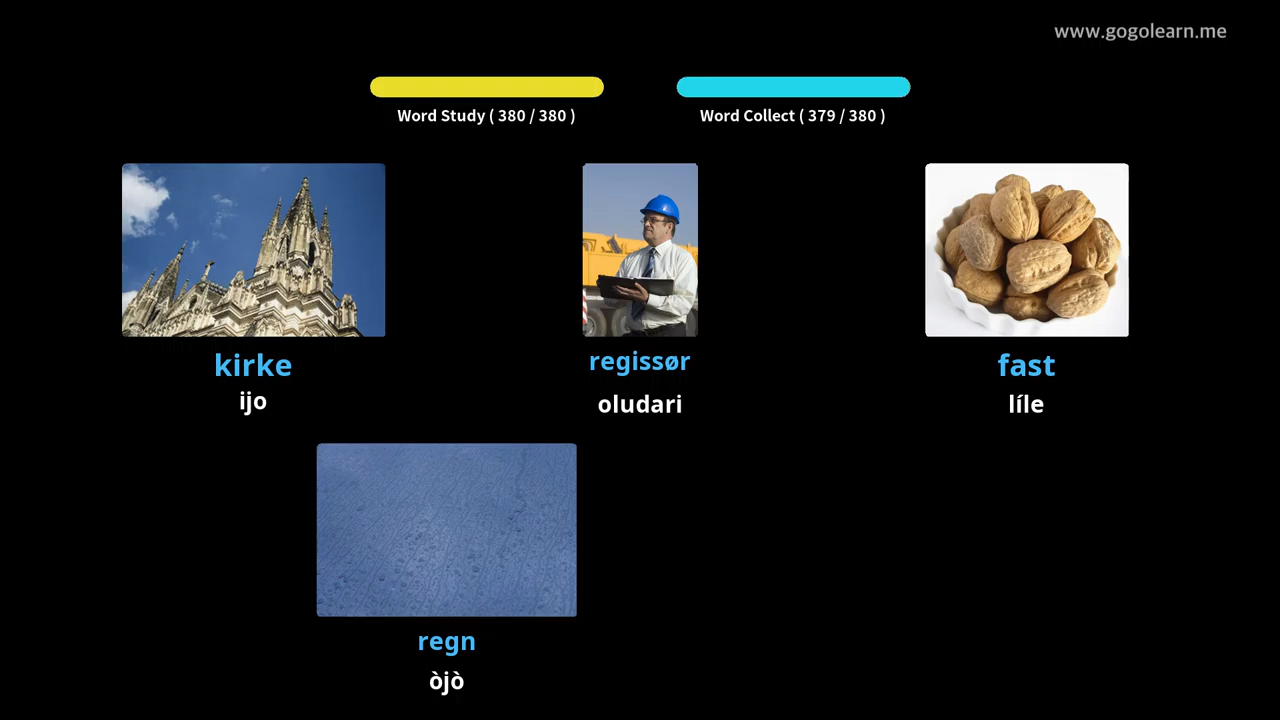 www.gogolearn.me
Word Study ( 380 / 380 )
Word Collect ( 379 / 380 )
kirke
ijo
regissør
oludari
fast
líle
regn
òjò